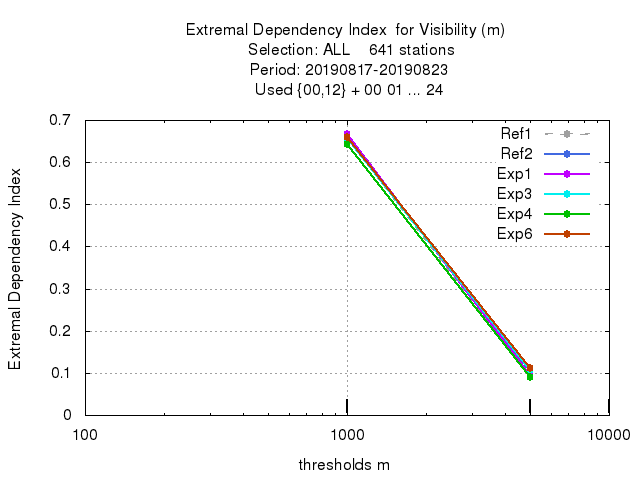 Extremal Dependency Index  for Visibility (m)
Selection: ALL    641 stations
Period: 20190817-20190823
Used {00,12} + 00 01 ... 24
0.7
0.6
0.5
0.4
0.3
0.2
0.1
0
Extremal Dependency Index
Ref1
Ref2
Exp1
Exp3
Exp4
Exp6
100 1000 10000
thresholds m